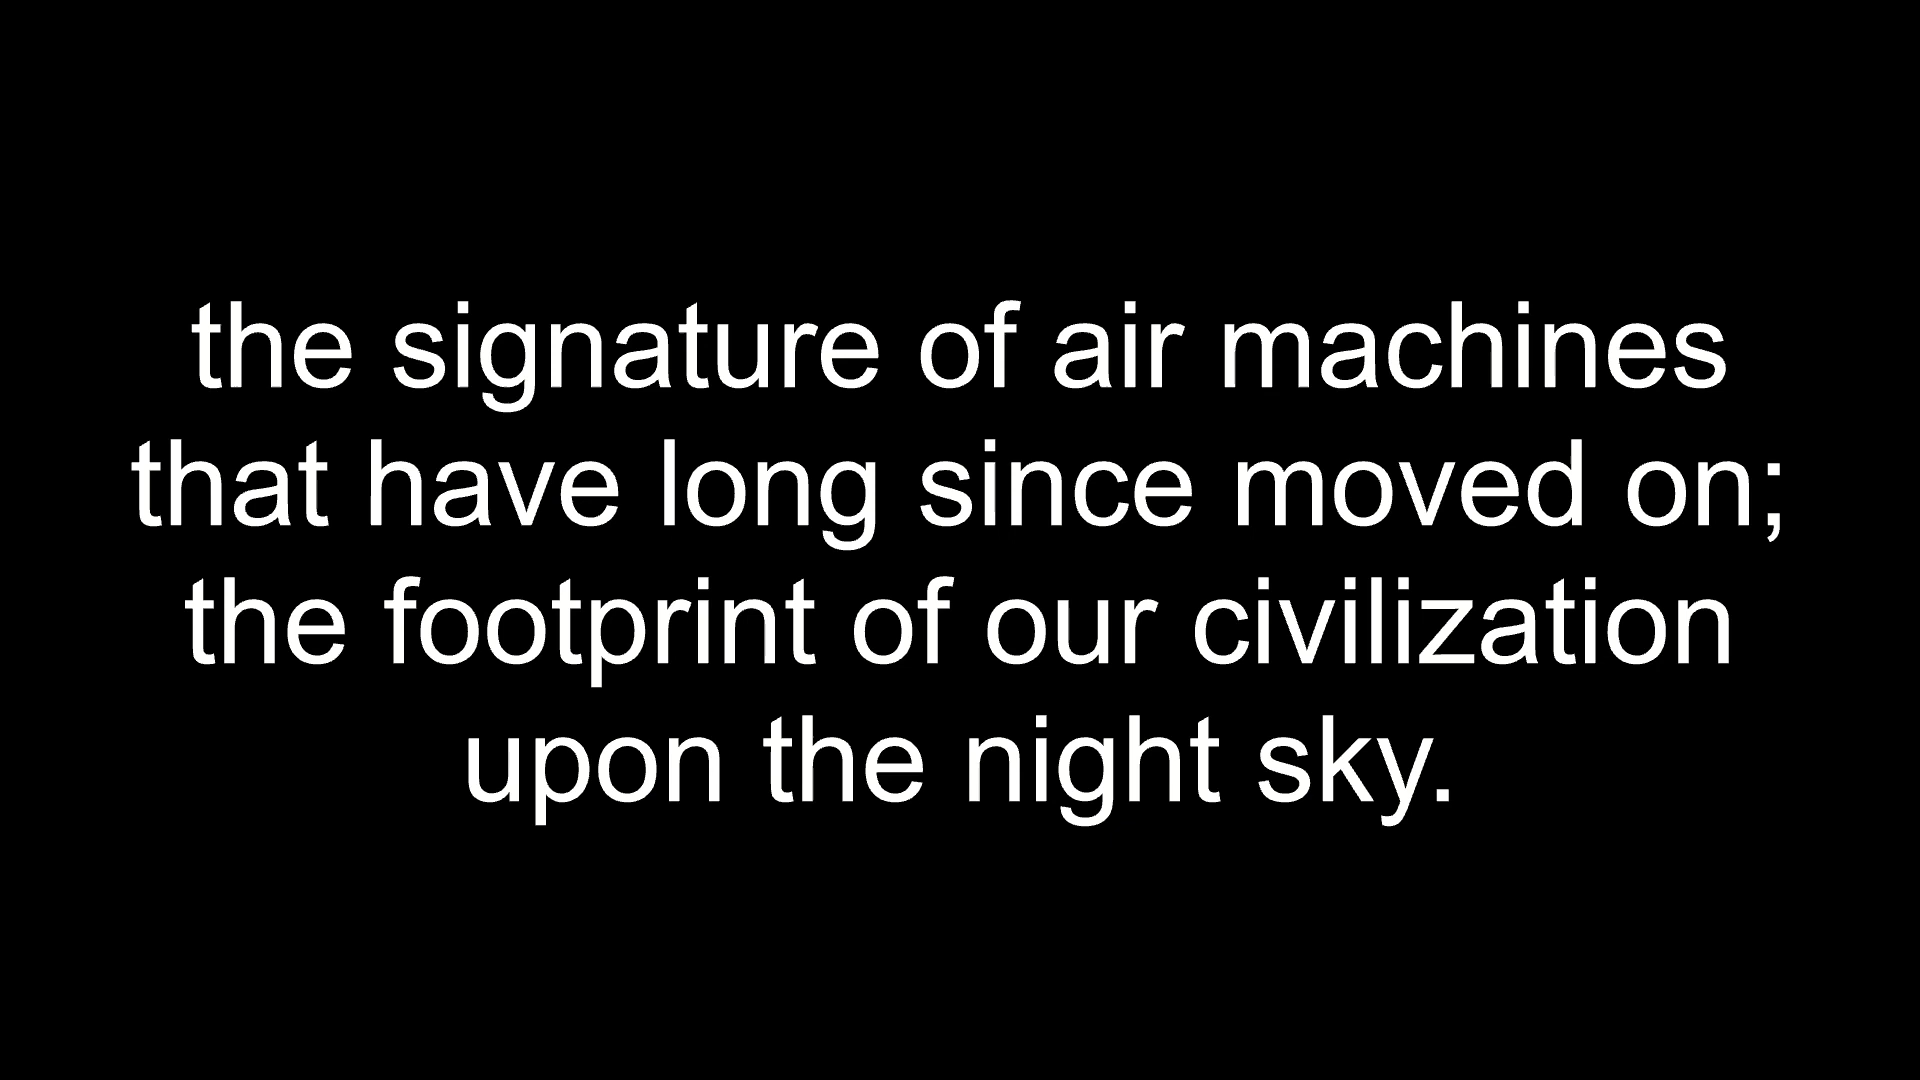 the signature of air machines
that have long since moved on;
the footprint of our civilization
upon the night sky.